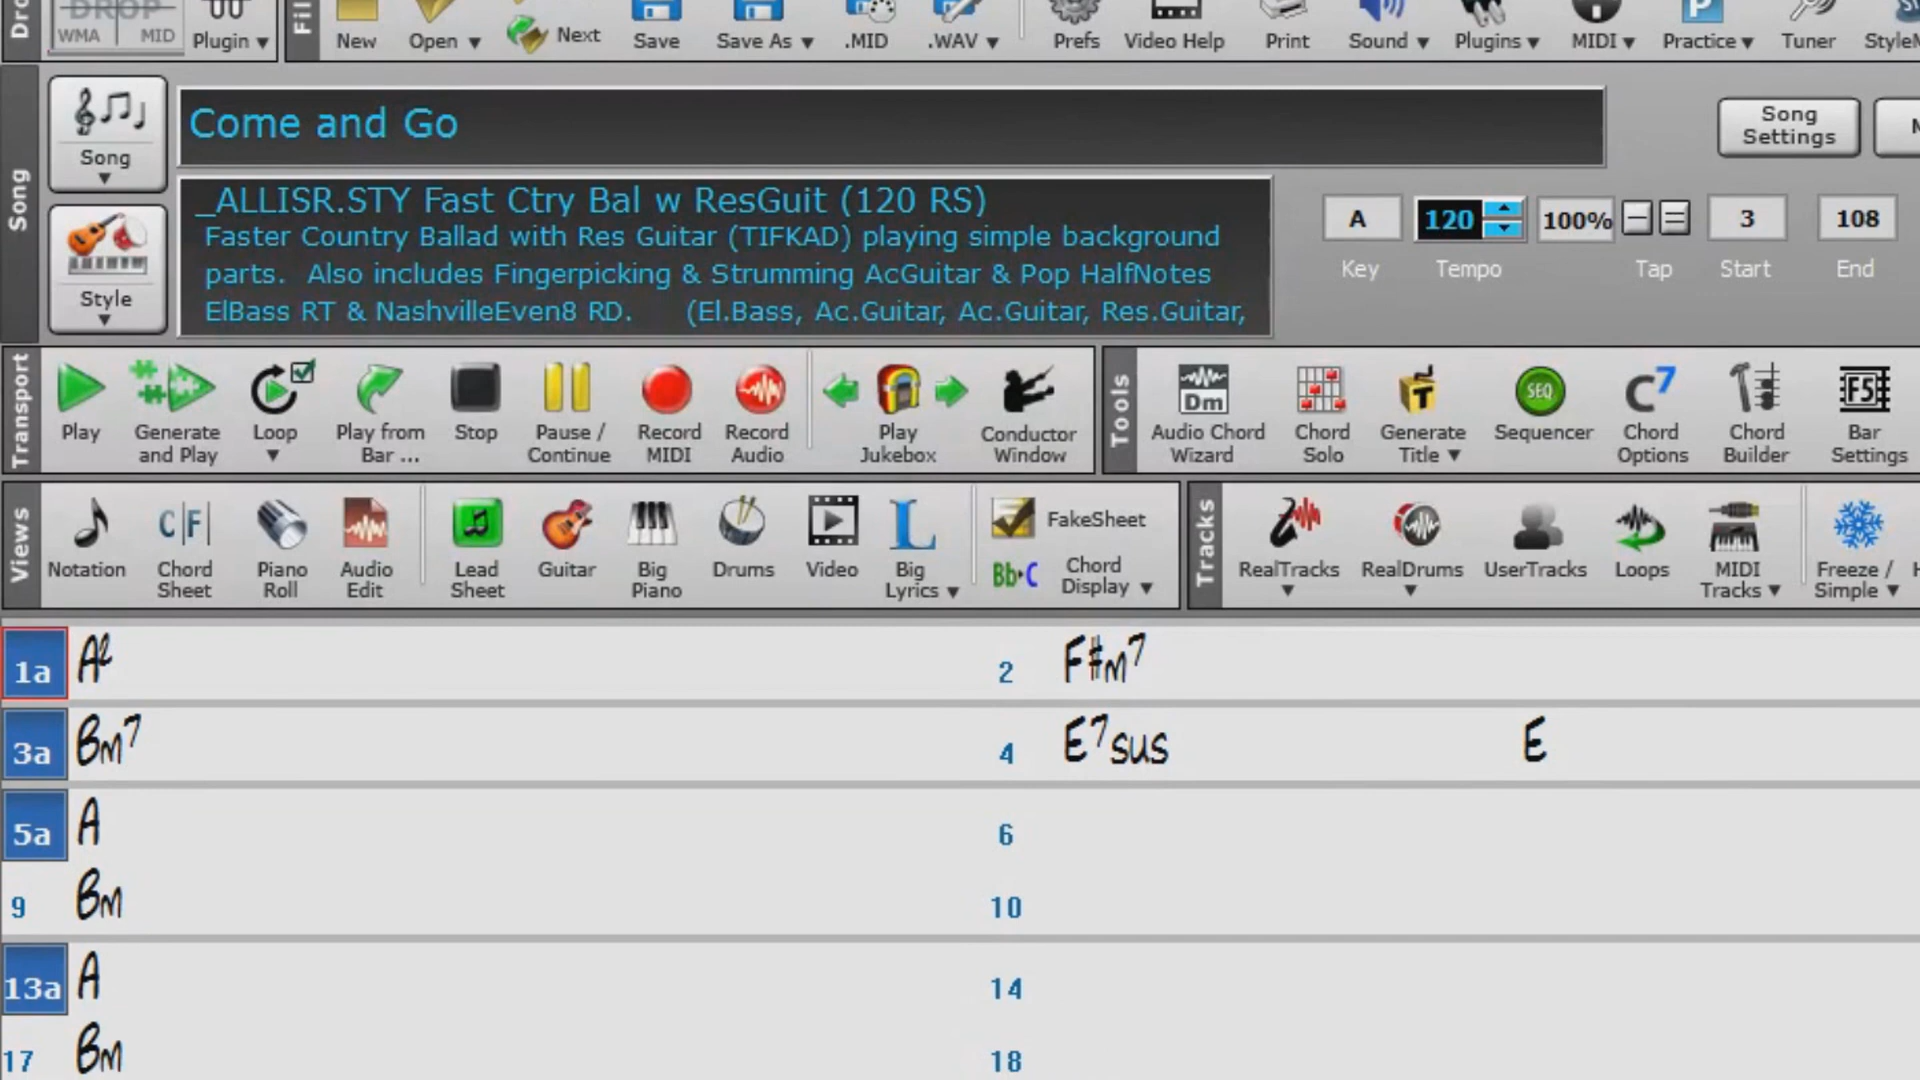 DROP
WMA MID Plugin New Open Next Save Save As .MID .WAV Prefs Video Help Print Sound Plugins MIDI Practice Tuner
Song
Song
Come and Go
Song
Settings
Style
_ALLISR.STY Fast Ctry Bal w ResGuit (120 RS)
Faster Country Ballad with Res Guitar (TIFKAD) playing simple background
parts. Also includes Fingerpicking & Strumming AcGuitar & Pop HalfNotes
ElBass RT & NashvilleEven8 RD. (El.Bass, Ac.Guitar, Ac.Guitar, Res.Guitar,
A 120 100% 3 108
Key Tempo Tap Start End
Transport
Play Generate and Play Loop Play from Bar ... Stop Pause / Continue Record MIDI Record Audio Play Jukebox Conductor Window
Tools
Dm SEQ C7 F5
Audio Chord Wizard Chord Solo Generate Title Sequencer Chord Options Chord Builder Bar Settings
Views
C|F| L
Notation Chord Sheet Piano Roll Audio Edit Lead Sheet Guitar Big Piano Drums Video Big Lyrics FakeSheet Bb▸C Chord Display
Tracks
RealTracks RealDrums UserTracks Loops MIDI Tracks Freeze / Simple
1a A2 2 F#m7
3a Bm7 4 E7sus E
5a A 6
9 Bm 10
13a A 14
17 Bm 18